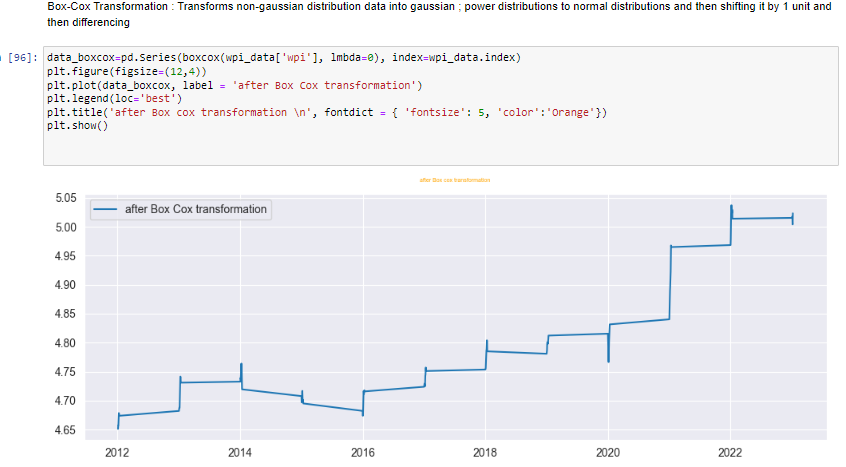 Box-Cox Transformation : Transforms non-gaussian distribution data into gaussian ; power distributions to normal distributions and then shifting it by 1 unit and
then differencing
[96]: data_boxcox=pd.Series(boxcox(wpi_data['wpi'], lmbda=0), index=wpi_data.index)
plt.figure(figsize=(12,4))
plt.plot(data_boxcox, label = 'after Box Cox transformation')
plt.legend(loc='best')
plt.title('after Box cox transformation \n', fontdict = { 'fontsize': 5, 'color':'Orange'})
plt.show()
after Box cox transformation
after Box Cox transformation
5.05
5.00
4.95
4.90
4.85
4.80
4.75
4.70
4.65
2012 2014 2016 2018 2020 2022